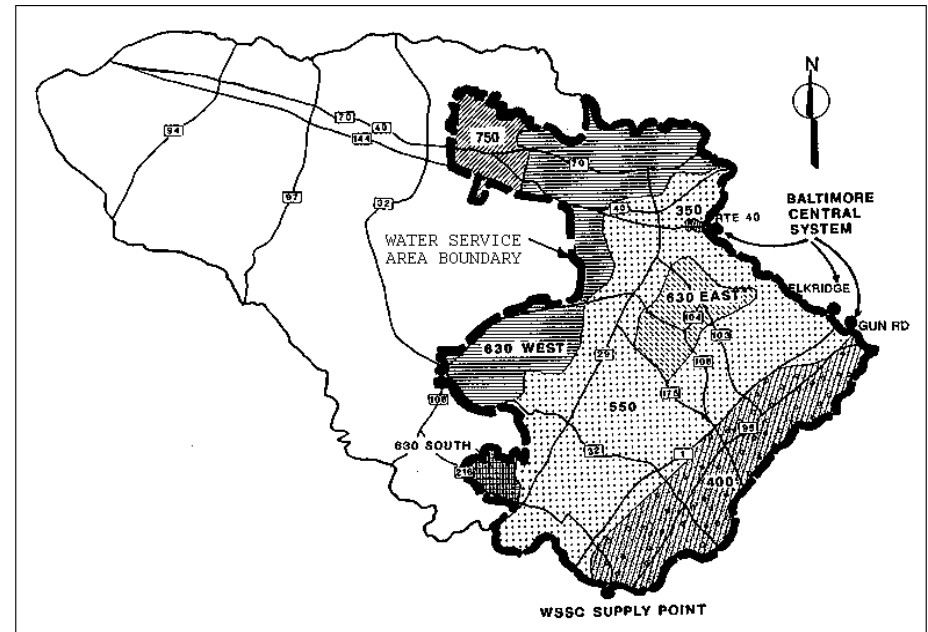 N
750
70
40
144
94
97
32
70
40
350
RTE 40
BALTIMORE
CENTRAL
SYSTEM
WATER SERVICE
AREA BOUNDARY
630 EAST
ELKRIDGE
104
103
GUN RD
630 WEST
29
108
108
175
550
95
630 SOUTH
32
1
216
400
WSSC SUPPLY POINT